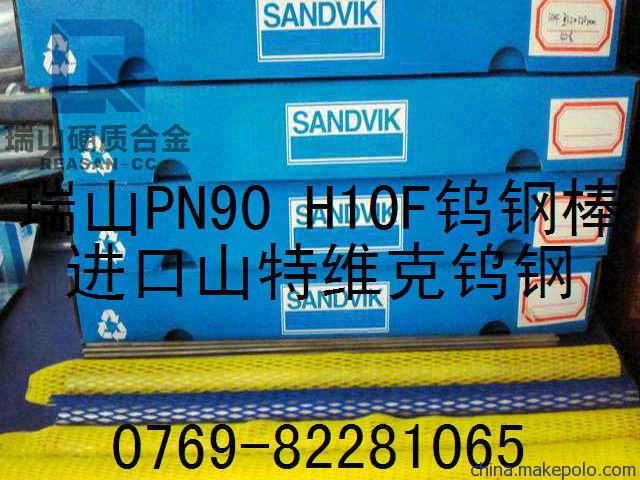 SANDVIK
瑞山硬质合金
REASAN-CC
SANDVIK
瑞山PN90 H10F钨钢棒
进口山特维克钨钢
SANDVIK
0769-82281065
china.makepolo.com